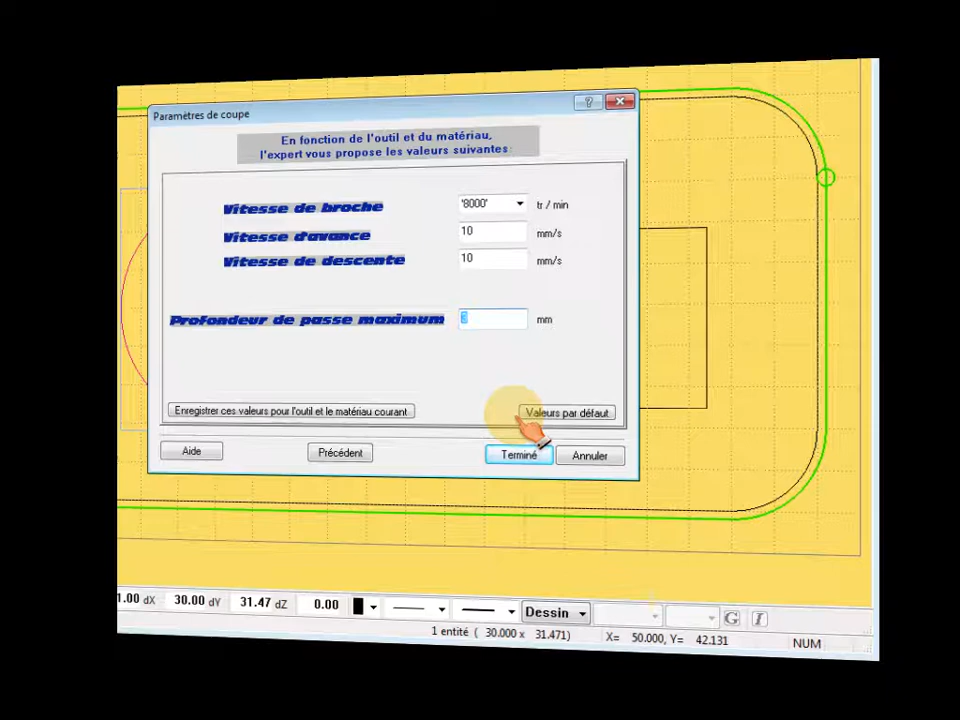 Paramètres de coupe
En fonction de l'outil et du matériau,
l'expert vous propose les valeurs suivantes :
Vitesse de broche '8000' tr / min
Vitesse d'avance 10 mm/s
Vitesse de descente 10 mm/s
Profondeur de passe maximum 3 mm
Enregistrer ces valeurs pour l'outil et le matériau courant Valeurs par défaut
Aide Précédent Terminé Annuler
1.00 dX 30.00 dY 31.47 dZ 0.00 Dessin G I
1 entité ( 30.000 x 31.471) X= 50.000, Y= 42.131 NUM